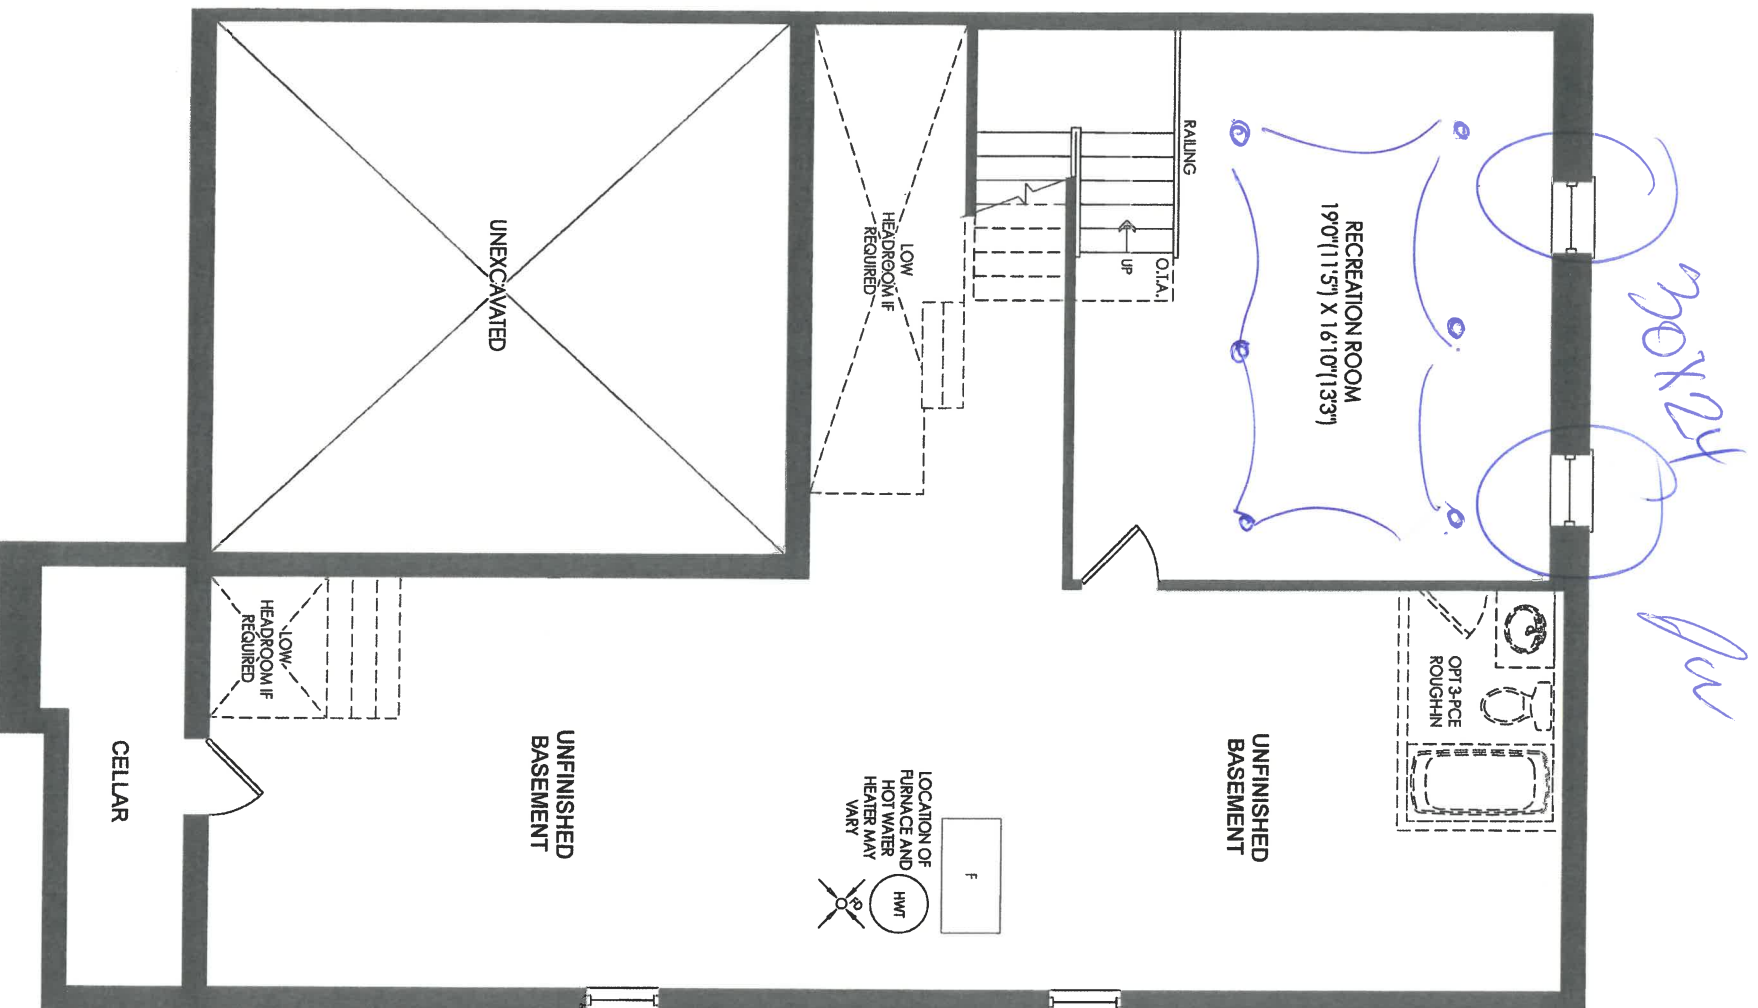 RAILING
UP
O.T.A.
RECREATION ROOM
19'0"(11'5") X 16'10"(13'3")
30X24
LOW
HEADROOM IF
REQUIRED
UNEXCAVATED
OPT 3-PCE
ROUGH-IN
UNFINISHED
BASEMENT
LOCATION OF
FURNACE AND
HOT WATER
HEATER MAY
VARY
F
HWT
FD
UNFINISHED
BASEMENT
LOW
HEADROOM IF
REQUIRED
CELLAR